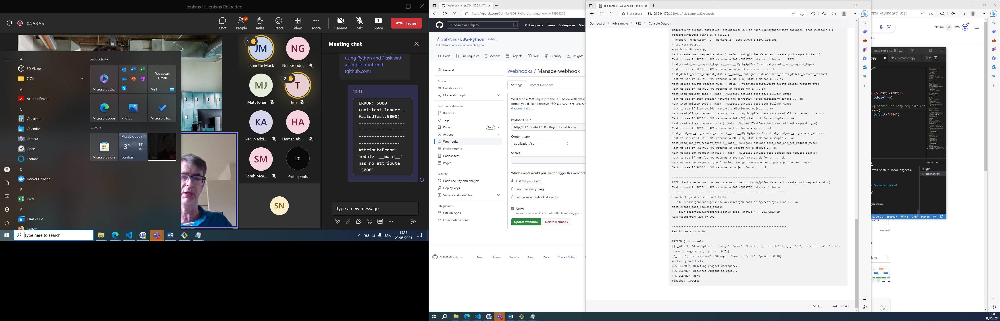 Jenkins II: Jenkins Reloaded
04:58:55
Chat
People
2
Raise
React
View
More
Camera
Mic
Share
Leave
#
3D Viewer
7-Zip
A
Acrobat Reader
C
Calculator
Calendar
Camera
Clock
Cortana
D
Docker Desktop
E
Excel
F
Films & TV
Firefox
Productivity
Microsoft 365...
We speak
Gmail
Mail
Microsoft Edge
Photos
Microsoft To...
Explore
Microsoft Store
Mostly cloudy
13° 18°
10°
London
News
1
JM
Jannette Mock
NG
Neil Goodri...
MJ
Matt Jones
2
T
tim
KA
kelvin adzi...
HA
Hamza Ab...
SM
Sarah Mce...
20
Participants
SN
Meeting chat
using Python and Flask with
a simple front-end.
(github.com)
13:41
ERROR: 5000
(unittest.loader._
FailedTest.5000)
------------------
------------------
------------------
----------------
AttributeError:
module '__main__'
has no attribute
'5000'
Type a new message
GIF
Type here to search
ENG
13:57
23/05/2023
Webhook · http://34.105.244.170
https://github.com/Saf-Nas/LBG-Python/settings/hooks/415928278
Search or jump to...
/
Pull requests
Issues
Codespaces
Mark
Saf-Nas / LBG-Python
Public
forked from CameronGuthrie/LBG-Python
Code
Pull requests
Actions
Projects
Wiki
Security
Insights
General
Access
Collaborators
Moderation options
Code and automation
Branches
Tags
Rules
Beta
Actions
Webhooks
Environments
Codespaces
Pages
Security
Code security and analysis
Deploy keys
Secrets and variables
Integrations
GitHub Apps
Email notifications
Webhooks / Manage webhook
Settings
Recent Deliveries
We'll send a POST request to the URL below with detail
format you'd like to receive (JSON, x-www-form-urlenco
documentation.
Payload URL *
http://34.105.244.170:8080/github-webhook/
Content type
application/json
Secret
Which events would you like to trigger this webhook
Just the push event.
Send me everything.
Let me select individual events.
Active
We will deliver event details when this hook is triggered.
Update webhook
Delete webhook
© 2023 GitHub, Inc.
Terms
Privacy
Security
Status
Docs
Contact GitHub
job-sample #22 Console [Jenkins
Not secure
34.105.244.170:8080/job/job-sample/22/console
Dashboard
job-sample
#22
Console Output
Requirement already satisfied: setuptools>=3.0 in /usr/lib/python3/dist-packages (from gunicorn->-r
requirements.txt (line 35)) (66.1.1)
+ python3 -m gunicorn -D --workers 2 --bind 0.0.0.0:5000 lbg:app
+ tee test_output
+ python3 lbg.test.py
test_create_post_request_status (__main__.MyLbgApiTestCase.test_create_post_request_status)
Test to see if RESTful API returns a 201 (CREATED) status ok for a ... FAIL
test_create_post_request_type (__main__.MyLbgApiTestCase.test_create_post_request_type)
Test to see if RESTful API returns an objectfor a simple ... ok
test_delete_delete_request_status (__main__.MyLbgApiTestCase.test_delete_delete_request_status)
Test to see if RESTful API returns a 200 (OK) status ok for a ... ok
test_delete_delete_request_type (__main__.MyLbgApiTestCase.test_delete_delete_request_type)
Test to see if RESTful API returns an object for a ... ok
test_item_builder_data (__main__.MyLbgApiTestCase.test_item_builder_data)
Test to see if item_builder returns the correctly keyed dictionary object ... ok
test_item_builder_type (__main__.MyLbgApiTestCase.test_item_builder_type)
Test to see if item_builder returns a dictionary object ... ok
test_read_all_get_request_status (__main__.MyLbgApiTestCase.test_read_all_get_request_status)
Test to see if RESTful API returns a 200 (OK) status ok for a simple ... ok
test_read_all_get_request_type (__main__.MyLbgApiTestCase.test_read_all_get_request_type)
Test to see if RESTful API returns a list for a simple ... ok
test_read_one_get_request_status (__main__.MyLbgApiTestCase.test_read_one_get_request_status)
Test to see if RESTful API returns a 200 (OK) status ok for a simple ... ok
test_read_one_get_request_type (__main__.MyLbgApiTestCase.test_read_one_get_request_type)
Test to see if RESTful API returns an object for a simple ... ok
test_update_put_request_status (__main__.MyLbgApiTestCase.test_update_put_request_status)
Test to see if RESTful API returns a 200 (OK) status ok for an ... ok
test_update_put_request_type (__main__.MyLbgApiTestCase.test_update_put_request_type)
Test to see if RESTful API returns an object for an ... ok
======================================================================
FAIL: test_create_post_request_status (__main__.MyLbgApiTestCase.test_create_post_request_status)
Test to see if RESTful API returns a 201 (CREATED) status ok for a
----------------------------------------------------------------------
Traceback (most recent call last):
File "/home/jenkins/.jenkins/workspace/job-sample/lbg.test.py", line 47, in
test_create_post_request_status
self.assertEqual(response.status_code, status.HTTP_201_CREATED)
AssertionError: 200 != 201
----------------------------------------------------------------------
Ran 12 tests in 0.204s
FAILED (failures=1)
[{'_id': 1, 'description': 'Orange', 'name': 'Fruit', 'price': 0.18}, {'_id': 2, 'description': 'Leek',
'name': 'Vegetable', 'price': 0.7}]
{'_id': 1, 'description': 'Orange', 'name': 'Fruit', 'price': 0.18}
Archiving artifacts
[WS-CLEANUP] Deleting project workspace...
[WS-CLEANUP] Deferred wipeout is used...
[WS-CLEANUP] done
Finished: SUCCESS
REST API
Jenkins 2.405
ORM=ANAB01&PC=U531
Safina
126
ORE
- Visual Studio C...
g.py
environment.py
RE
OK
p://{HOST}:{PORT}')
, debug=True)
ing socket for http requests and
rser()
, default="8080")
git
powershell
leted with 2 local objects.
"gunicorn moved"
gin main
216, Col 39
Spaces: 4
UTF-8
CRLF
Python
Feedback
?
lane
13:57
23/05/2023